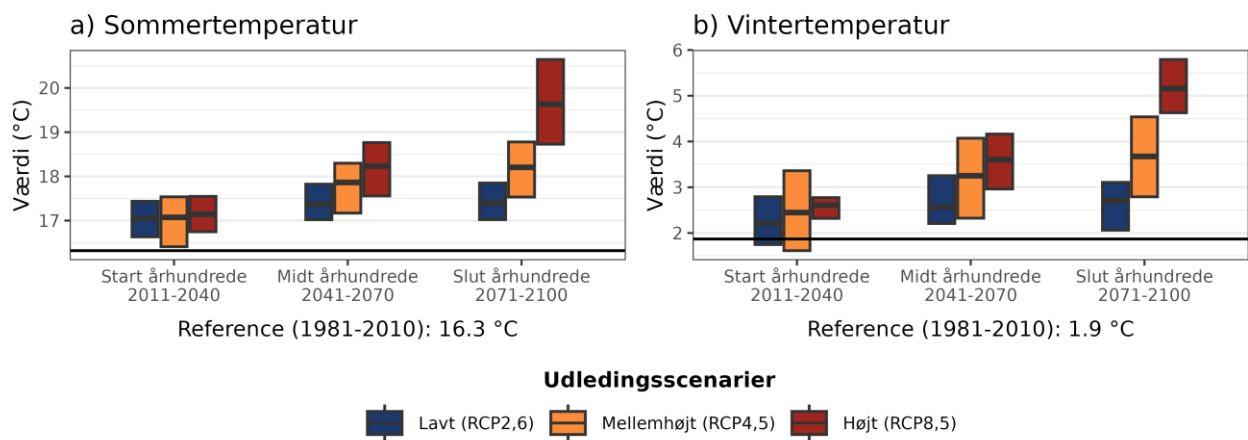 a) Sommertemperatur
Værdi (°C)
20
19
18
17
Start århundrede
2011-2040
Midt århundrede
2041-2070
Slut århundrede
2071-2100
Reference (1981-2010): 16.3 °C
b) Vintertemperatur
Værdi (°C)
6
5
4
3
2
Start århundrede
2011-2040
Midt århundrede
2041-2070
Slut århundrede
2071-2100
Reference (1981-2010): 1.9 °C
Udledingsscenarier
Lavt (RCP2,6)
Mellemhøjt (RCP4,5)
Højt (RCP8,5)